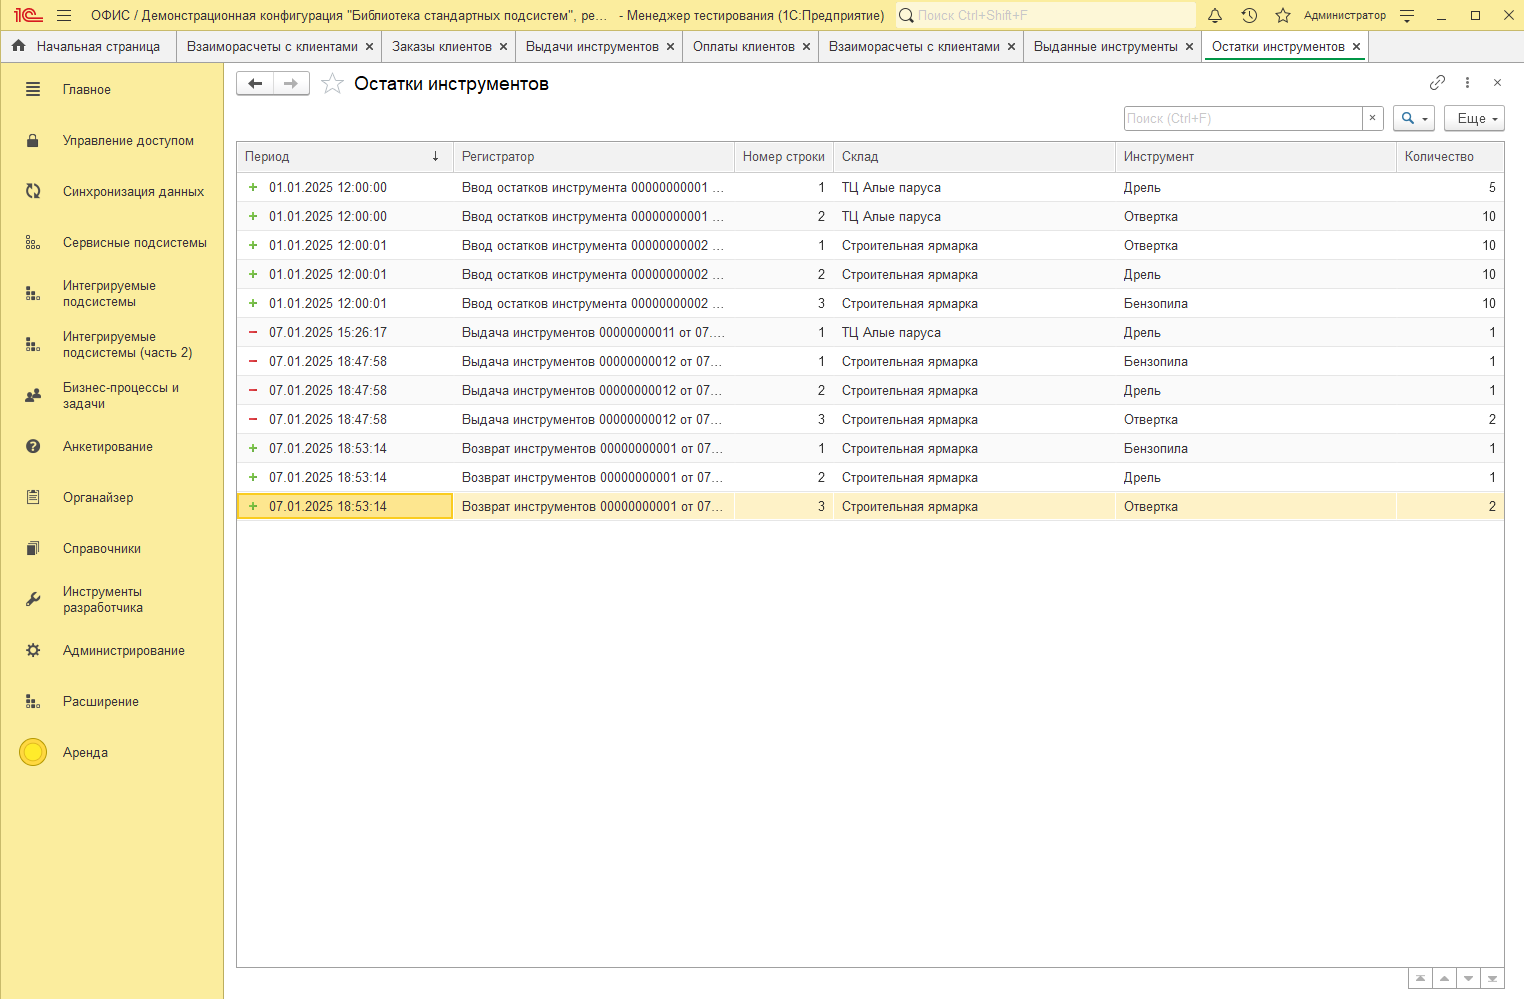 1С ОФИС / Демонстрационная конфигурация "Библиотека стандартных подсистем", ре... - Менеджер тестирования (1С:Предприятие) Поиск Ctrl+Shift+F Администратор
Начальная страница Взаиморасчеты с клиентами Заказы клиентов Выдачи инструментов Оплаты клиентов Взаиморасчеты с клиентами Выданные инструменты Остатки инструментов
Главное
Управление доступом
Синхронизация данных
Сервисные подсистемы
Интегрируемые
подсистемы
Интегрируемые
подсистемы (часть 2)
Бизнес-процессы и
задачи
Анкетирование
Органайзер
Справочники
Инструменты
разработчика
Администрирование
Расширение
Аренда
Остатки инструментов
Поиск (Ctrl+F) × Еще
Период ↓ Регистратор Номер строки Склад Инструмент Количество
+ 01.01.2025 12:00:00 Ввод остатков инструмента 00000000001 ... 1 ТЦ Алые паруса Дрель 5
+ 01.01.2025 12:00:00 Ввод остатков инструмента 00000000001 ... 2 ТЦ Алые паруса Отвертка 10
+ 01.01.2025 12:00:01 Ввод остатков инструмента 00000000002 ... 1 Строительная ярмарка Отвертка 10
+ 01.01.2025 12:00:01 Ввод остатков инструмента 00000000002 ... 2 Строительная ярмарка Дрель 10
+ 01.01.2025 12:00:01 Ввод остатков инструмента 00000000002 ... 3 Строительная ярмарка Бензопила 10
- 07.01.2025 15:26:17 Выдача инструментов 00000000011 от 07.... 1 ТЦ Алые паруса Дрель 1
- 07.01.2025 18:47:58 Выдача инструментов 00000000012 от 07... 1 Строительная ярмарка Бензопила 1
- 07.01.2025 18:47:58 Выдача инструментов 00000000012 от 07... 2 Строительная ярмарка Дрель 1
- 07.01.2025 18:47:58 Выдача инструментов 00000000012 от 07... 3 Строительная ярмарка Отвертка 2
+ 07.01.2025 18:53:14 Возврат инструментов 00000000001 от 07... 1 Строительная ярмарка Бензопила 1
+ 07.01.2025 18:53:14 Возврат инструментов 00000000001 от 07... 2 Строительная ярмарка Дрель 1
+ 07.01.2025 18:53:14 Возврат инструментов 00000000001 от 07... 3 Строительная ярмарка Отвертка 2